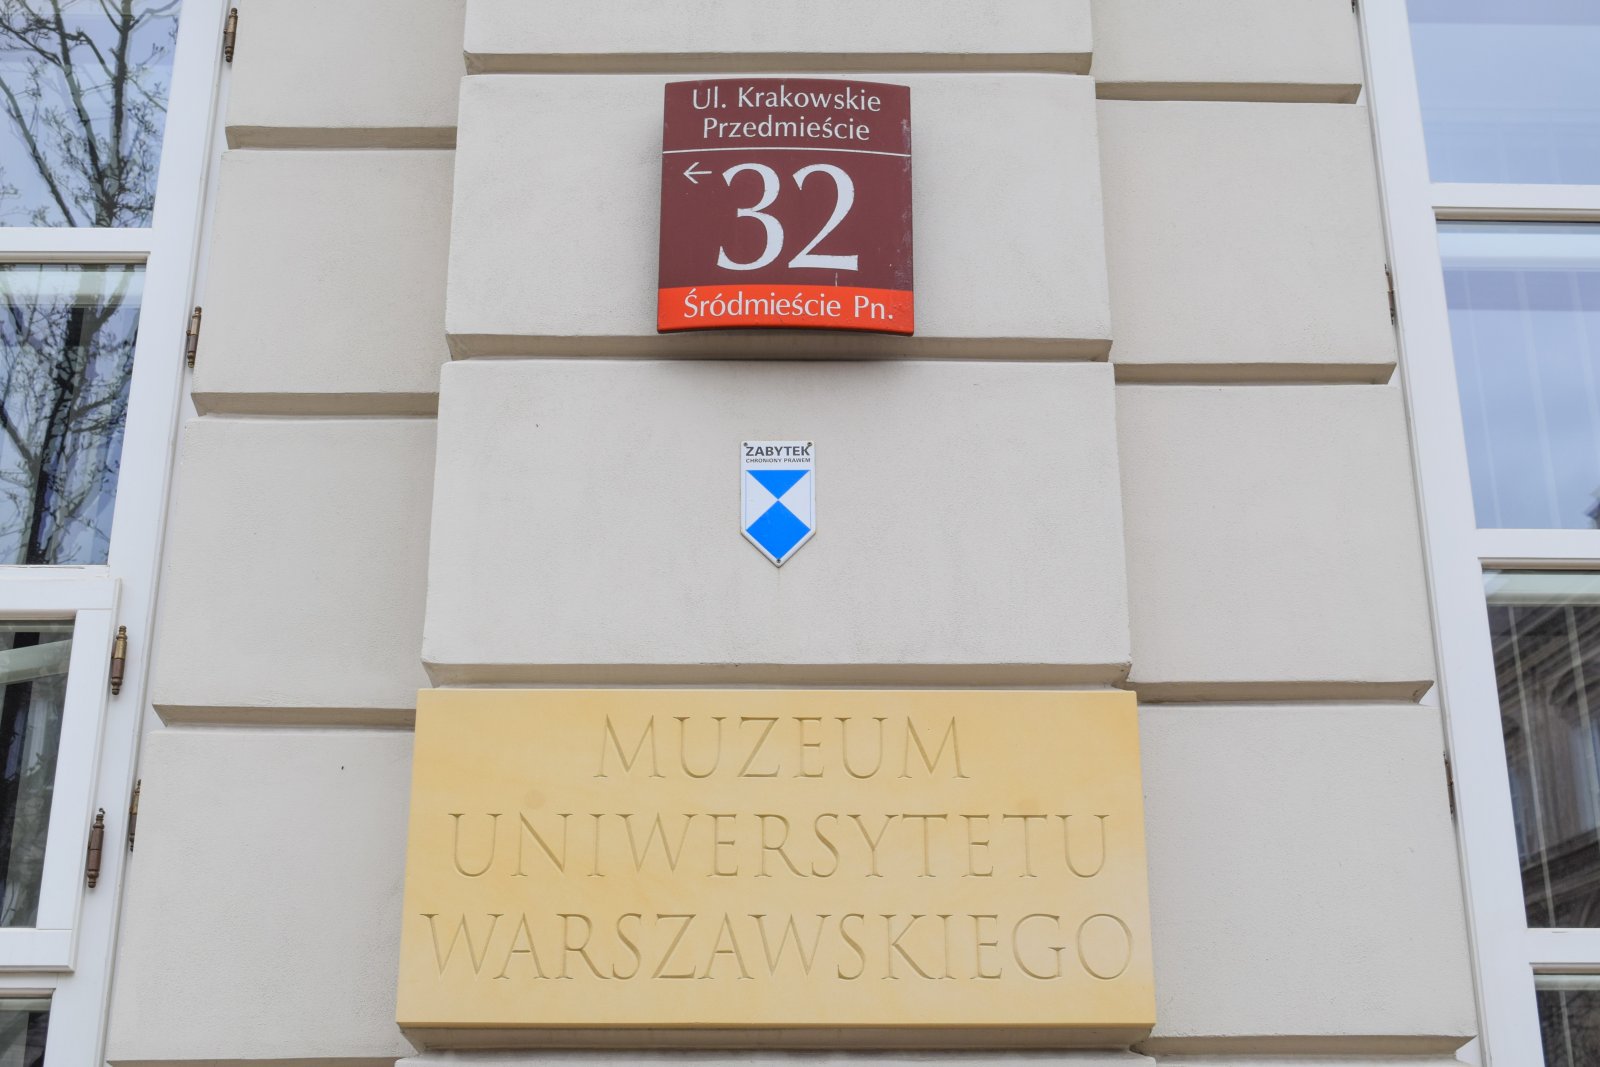 Ul. Krakowskie
Przedmieście
← 32
Śródmieście Pn.
ZABYTEK
CHRONIONY PRAWEM
MUZEUM
UNIWERSYTETU
WARSZAWSKIEGO